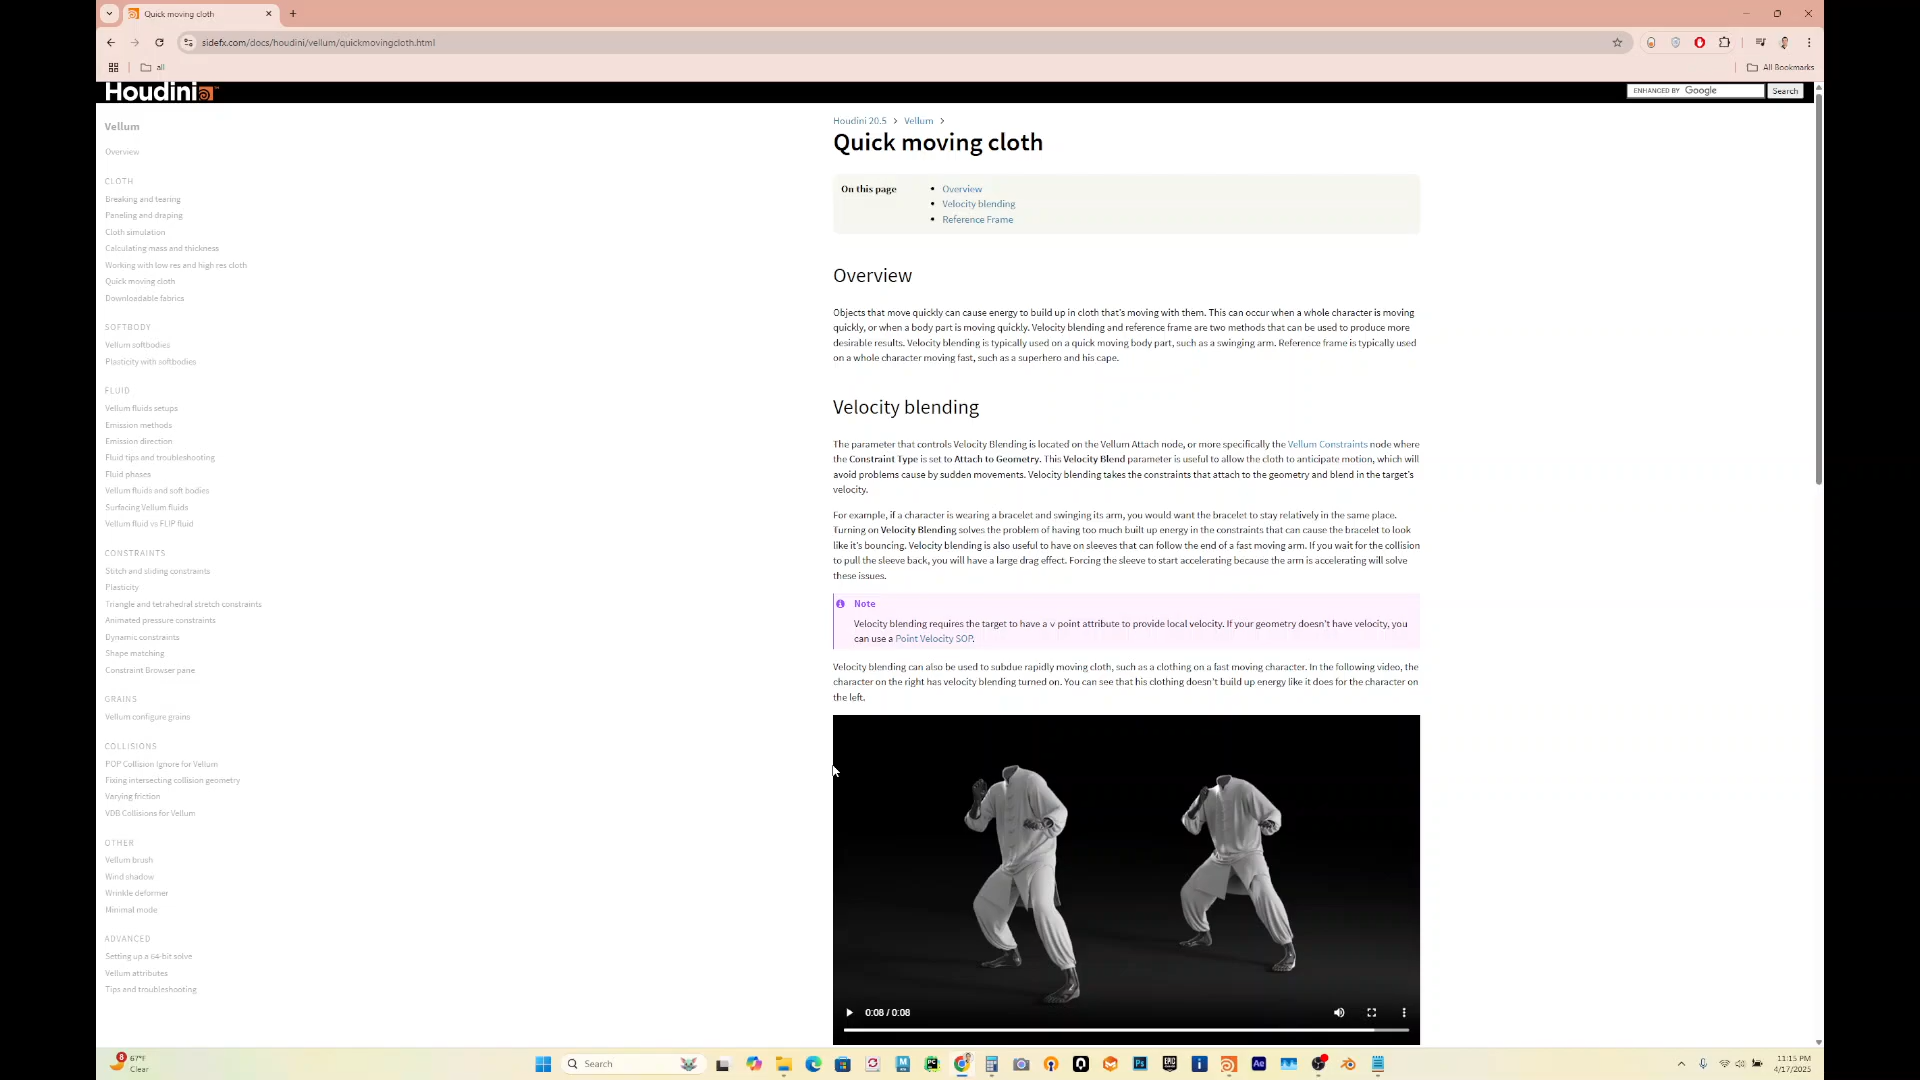 Quick moving cloth
sidefx.com/docs/houdini/vellum/quickmovingcloth.html
all
All Bookmarks
Houdini
ENHANCED BY Google
Search
Vellum
Overview
CLOTH
Breaking and tearing
Paneling and draping
Cloth simulation
Calculating mass and thickness
Working with low res and high res cloth
Quick moving cloth
Downloadable fabrics
SOFTBODY
Vellum softbodies
Plasticity with softbodies
FLUID
Vellum fluids setups
Emission methods
Emission direction
Fluid tips and troubleshooting
Fluid phases
Vellum fluids and soft bodies
Surfacing Vellum fluids
Vellum fluid vs FLIP fluid
CONSTRAINTS
Stitch and sliding constraints
Plasticity
Triangle and tetrahedral stretch constraints
Animated pressure constraints
Dynamic constraints
Shape matching
Constraint Browser pane
GRAINS
Vellum configure grains
COLLISIONS
POP Collision Ignore for Vellum
Fixing intersecting collision geometry
Varying friction
VDB Collisions for Vellum
OTHER
Vellum brush
Wind shadow
Wrinkle deformer
Minimal mode
ADVANCED
Setting up a 64-bit solve
Vellum attributes
Tips and troubleshooting
Houdini 20.5 > Vellum >
Quick moving cloth
On this page
• Overview
• Velocity blending
• Reference Frame
Overview
Objects that move quickly can cause energy to build up in cloth that's moving with them. This can occur when a whole character is moving
quickly, or when a body part is moving quickly. Velocity blending and reference frame are two methods that can be used to produce more
desirable results. Velocity blending is typically used on a quick moving body part, such as a swinging arm. Reference frame is typically used
on a whole character moving fast, such as a superhero and his cape.
Velocity blending
The parameter that controls Velocity Blending is located on the Vellum Attach node, or more specifically the Vellum Constraints node where
the Constraint Type is set to Attach to Geometry. This Velocity Blend parameter is useful to allow the cloth to anticipate motion, which will
avoid problems cause by sudden movements. Velocity blending takes the constraints that attach to the geometry and blend in the target's
velocity.
For example, if a character is wearing a bracelet and swinging its arm, you would want the bracelet to stay relatively in the same place.
Turning on Velocity Blending solves the problem of having too much built up energy in the constraints that can cause the bracelet to look
like it's bouncing. Velocity blending is also useful to have on sleeves that can follow the end of a fast moving arm. If you wait for the collision
to pull the sleeve back, you will have a large drag effect. Forcing the sleeve to start accelerating because the arm is accelerating will solve
these issues.
Note
Velocity blending requires the target to have a v point attribute to provide local velocity. If your geometry doesn't have velocity, you
can use a Point Velocity SOP.
Velocity blending can also be used to subdue rapidly moving cloth, such as a clothing on a fast moving character. In the following video, the
character on the right has velocity blending turned on. You can see that his clothing doesn't build up energy like it does for the character on
the left.
0:08 / 0:08
8
67°F
Clear
Search
Ps
EPIC
Ae
11:15 PM
4/17/2025